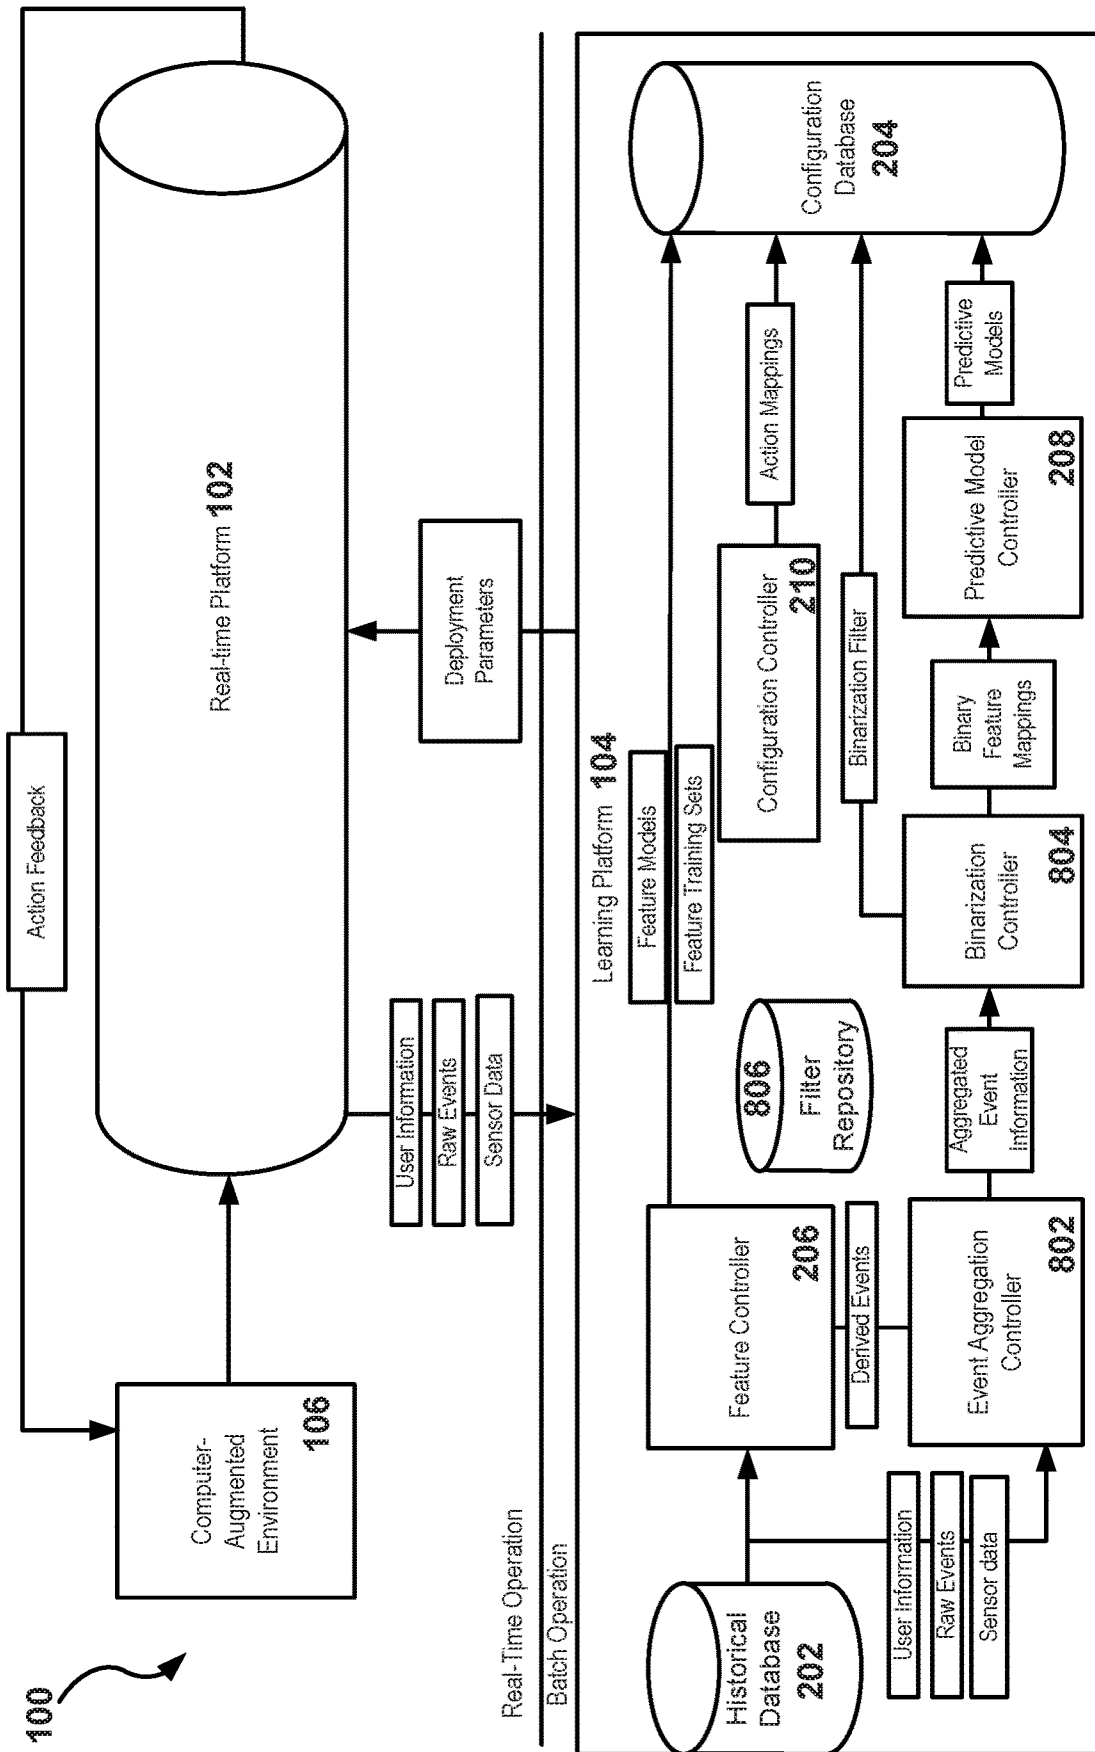 100
Action Feedback
Computer-
Augmented
Environment
106
Real-time Platform 102
User Information
Raw Events
Sensor Data
Deployment
Parameters
Real-Time Operation
Batch Operation
Learning Platform 104
Feature Models
Feature Training Sets
Historical
Database
202
Feature Controller
206
806
Filter
Repository
Configuration Controller
210
Action Mappings
Configuration
Database
204
Derived Events
Binarization Filter
User Information
Raw Events
Sensor data
Event Aggregation
Controller
802
Aggregated
Event
Information
Binarization
Controller
804
Binary
Feature
Mappings
Predictive Model
Controller
208
Predictive
Models